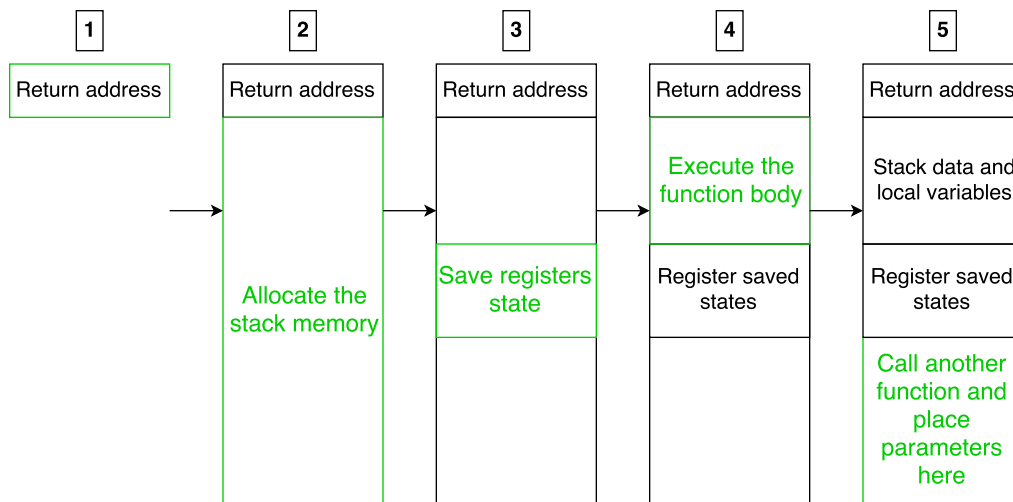 1
2
3
4
5
Return address
Return address
Return address
Return address
Return address
Allocate the
stack memory
Save registers
state
Execute the
function body
Register saved
states
Stack data and
local variables
Register saved
states
Call another
function and
place
parameters
here